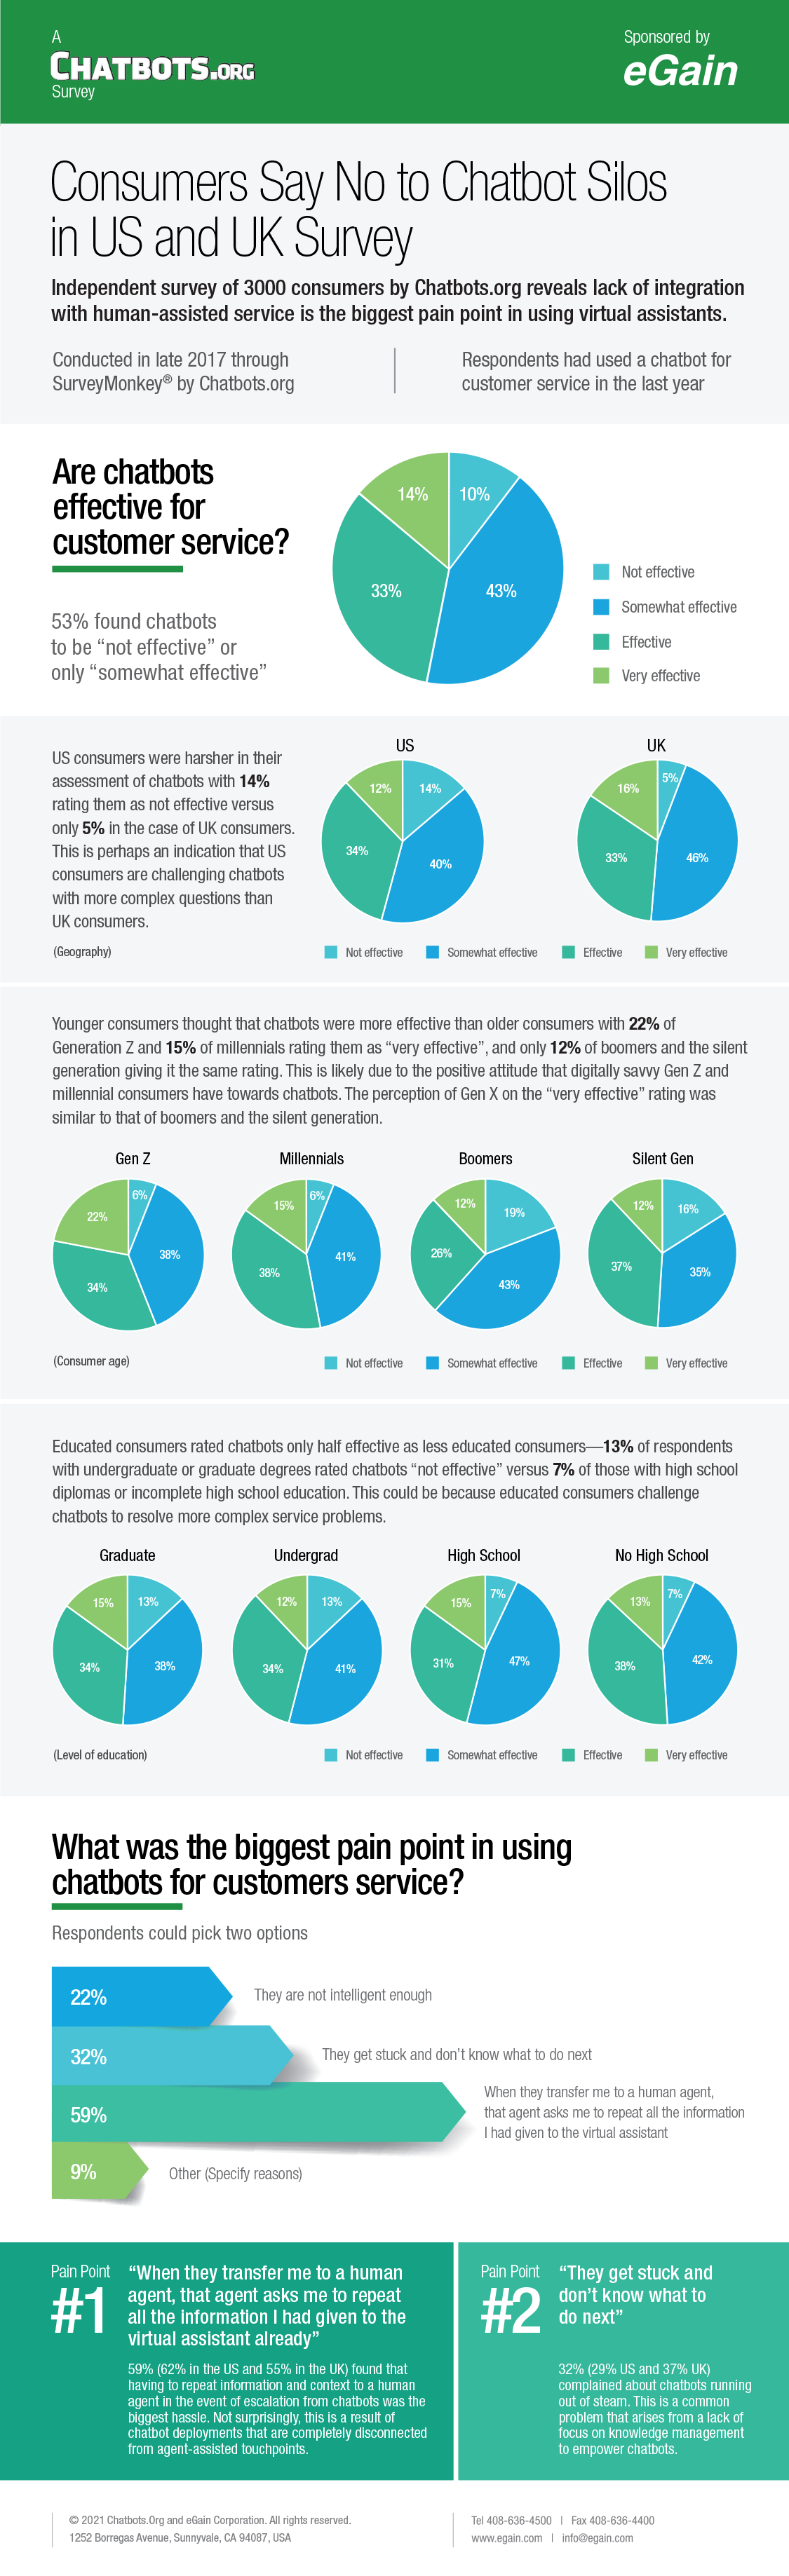 A
CHATBOTS.ORG
Survey
Sponsored by
eGain
Consumers Say No to Chatbot Silos
in US and UK Survey
Independent survey of 3000 consumers by Chatbots.org reveals lack of integration
with human-assisted service is the biggest pain point in using virtual assistants.
Conducted in late 2017 through
SurveyMonkey® by Chatbots.org
Respondents had used a chatbot for
customer service in the last year
Are chatbots
effective for
customer service?
53% found chatbots
to be “not effective” or
only “somewhat effective”
14%
10%
33%
43%
Not effective
Somewhat effective
Effective
Very effective
US consumers were harsher in their
assessment of chatbots with 14%
rating them as not effective versus
only 5% in the case of UK consumers.
This is perhaps an indication that US
consumers are challenging chatbots
with more complex questions than
UK consumers.
(Geography)
US
12%
14%
34%
40%
UK
16%
5%
33%
46%
Not effective
Somewhat effective
Effective
Very effective
Younger consumers thought that chatbots were more effective than older consumers with 22% of
Generation Z and 15% of millennials rating them as “very effective”, and only 12% of boomers and the silent
generation giving it the same rating. This is likely due to the positive attitude that digitally savvy Gen Z and
millennial consumers have towards chatbots. The perception of Gen X on the “very effective” rating was
similar to that of boomers and the silent generation.
Gen Z
22%
6%
34%
38%
Millennials
15%
6%
38%
41%
Boomers
12%
19%
26%
43%
Silent Gen
12%
16%
37%
35%
(Consumer age)
Not effective
Somewhat effective
Effective
Very effective
Educated consumers rated chatbots only half effective as less educated consumers—13% of respondents
with undergraduate or graduate degrees rated chatbots “not effective” versus 7% of those with high school
diplomas or incomplete high school education. This could be because educated consumers challenge
chatbots to resolve more complex service problems.
Graduate
15%
13%
34%
38%
Undergrad
12%
13%
34%
41%
High School
15%
7%
31%
47%
No High School
13%
7%
38%
42%
(Level of education)
Not effective
Somewhat effective
Effective
Very effective
What was the biggest pain point in using
chatbots for customers service?
Respondents could pick two options
22%
They are not intelligent enough
32%
They get stuck and don’t know what to do next
59%
When they transfer me to a human agent,
that agent asks me to repeat all the information
I had given to the virtual assistant
9%
Other (Specify reasons)
Pain Point
#1
“When they transfer me to a human
agent, that agent asks me to repeat
all the information I had given to the
virtual assistant already”
59% (62% in the US and 55% in the UK) found that
having to repeat information and context to a human
agent in the event of escalation from chatbots was the
biggest hassle. Not surprisingly, this is a result of
chatbot deployments that are completely disconnected
from agent-assisted touchpoints.
Pain Point
#2
“They get stuck and
don’t know what to
do next”
32% (29% US and 37% UK)
complained about chatbots running
out of steam. This is a common
problem that arises from a lack of
focus on knowledge management
to empower chatbots.
© 2021 Chatbots.Org and eGain Corporation. All rights reserved.
1252 Borregas Avenue, Sunnyvale, CA 94087, USA
Tel 408-636-4500 | Fax 408-636-4400
www.egain.com | info@egain.com